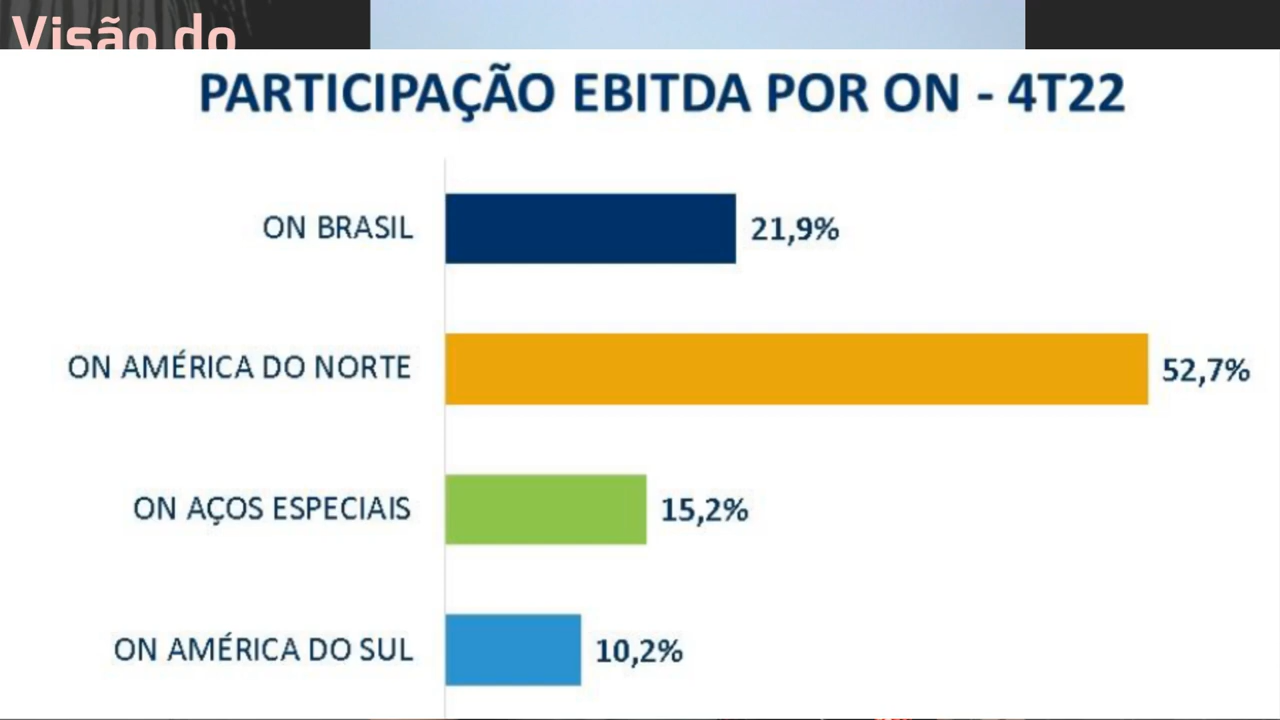 Visão do
PARTICIPAÇÃO EBITDA POR ON - 4T22
ON BRASIL 21,9%
ON AMÉRICA DO NORTE 52,7%
ON AÇOS ESPECIAIS 15,2%
ON AMÉRICA DO SUL 10,2%